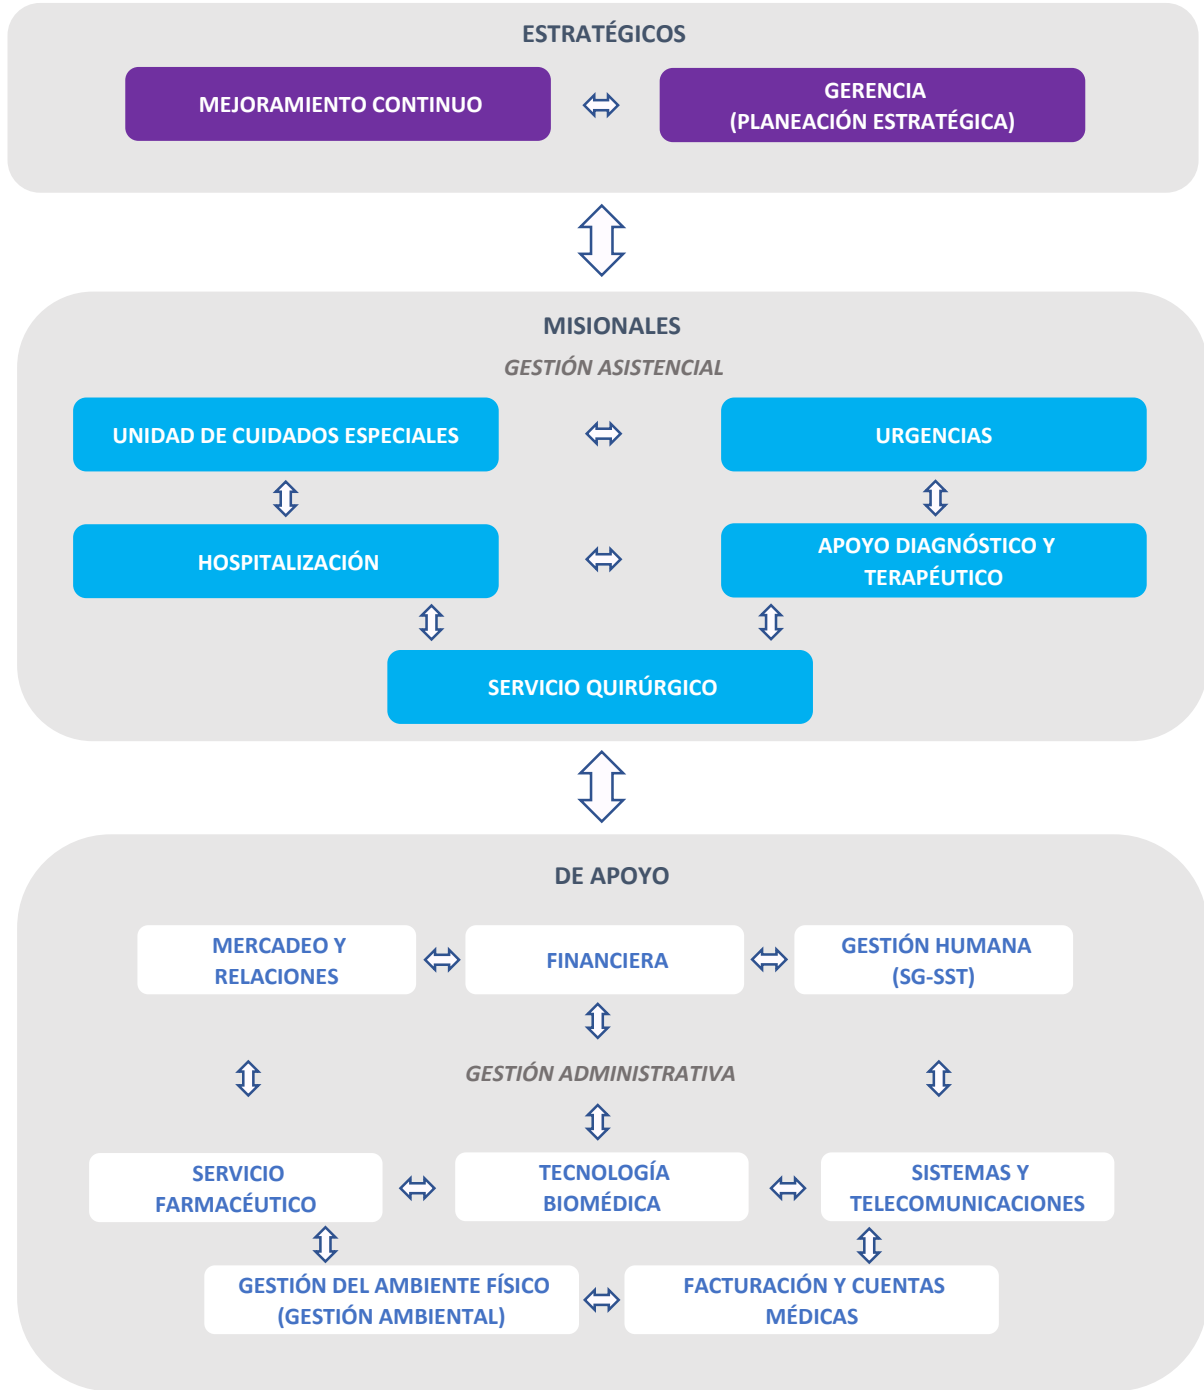 ESTRATÉGICOS
MEJORAMIENTO CONTINUO
GERENCIA
(PLANEACIÓN ESTRATÉGICA)
MISIONALES
GESTIÓN ASISTENCIAL
UNIDAD DE CUIDADOS ESPECIALES
URGENCIAS
HOSPITALIZACIÓN
APOYO DIAGNÓSTICO Y
TERAPÉUTICO
SERVICIO QUIRÚRGICO
DE APOYO
MERCADEO Y
RELACIONES
FINANCIERA
GESTIÓN HUMANA
(SG-SST)
GESTIÓN ADMINISTRATIVA
SERVICIO
FARMACÉUTICO
TECNOLOGÍA
BIOMÉDICA
SISTEMAS Y
TELECOMUNICACIONES
GESTIÓN DEL AMBIENTE FÍSICO
(GESTIÓN AMBIENTAL)
FACTURACIÓN Y CUENTAS
MÉDICAS